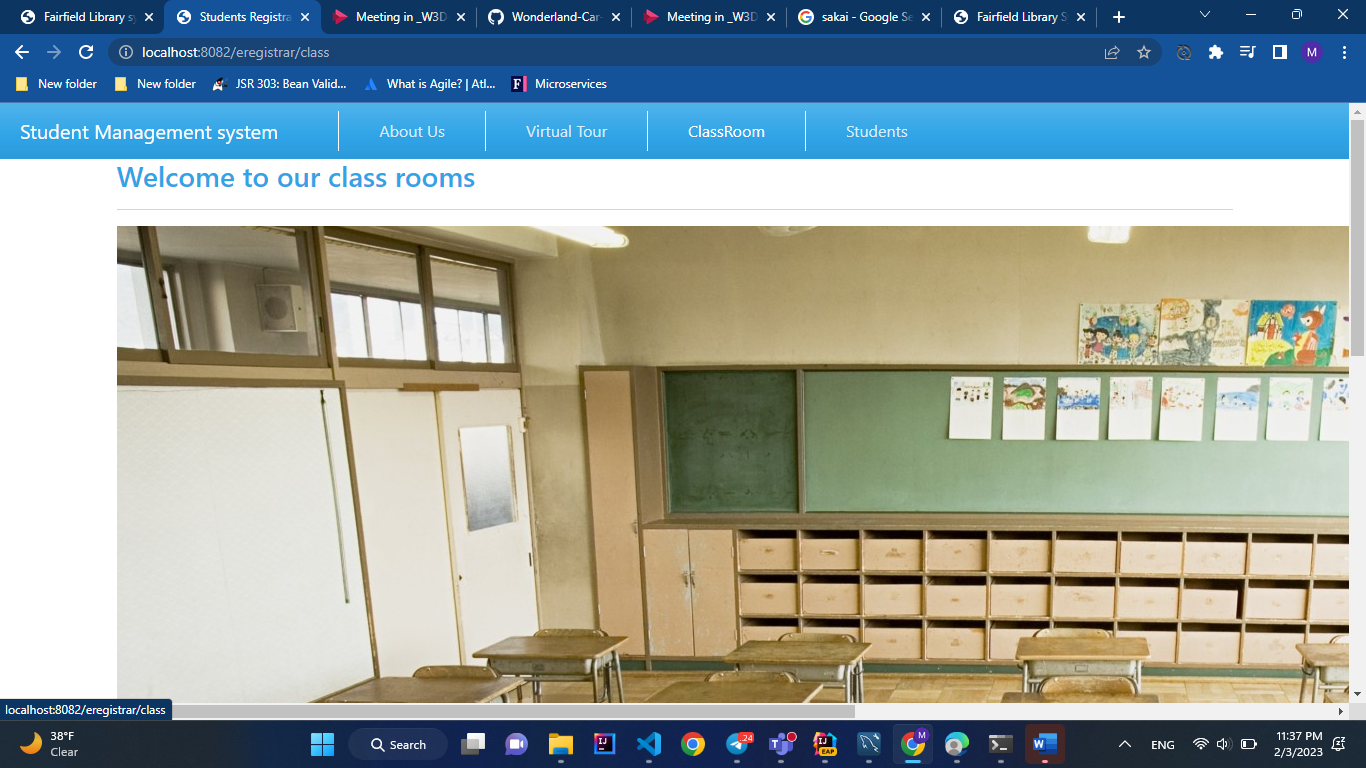 Fairfield Library sy
Students Registra
Meeting in _W3D
Wonderland-Car-
Meeting in _W3D
sakai - Google Se
Fairfield Library S
localhost:8082/eregistrar/class
M
New folder
New folder
JSR 303: Bean Valid...
What is Agile? | Atl...
F
Microservices
Student Management system
About Us
Virtual Tour
ClassRoom
Students
Welcome to our class rooms
localhost:8082/eregistrar/class
38°F
Clear
Search
IJ
24
T
IJ
EAP
M
W
ENG
11:37 PM
2/3/2023